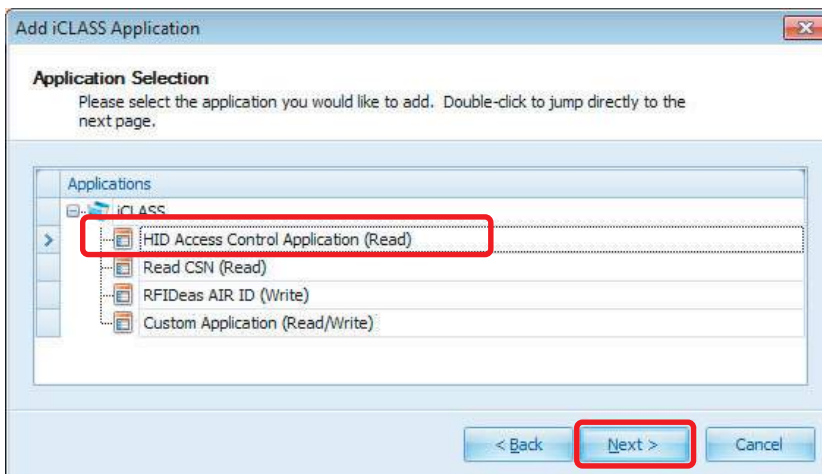 Add iCLASS Application
Application Selection
Please select the application you would like to add. Double-click to jump directly to the
next page.
Applications
iCLASS
HID Access Control Application (Read)
Read CSN (Read)
RFIDeas AIR ID (Write)
Custom Application (Read/Write)
< Back Next > Cancel